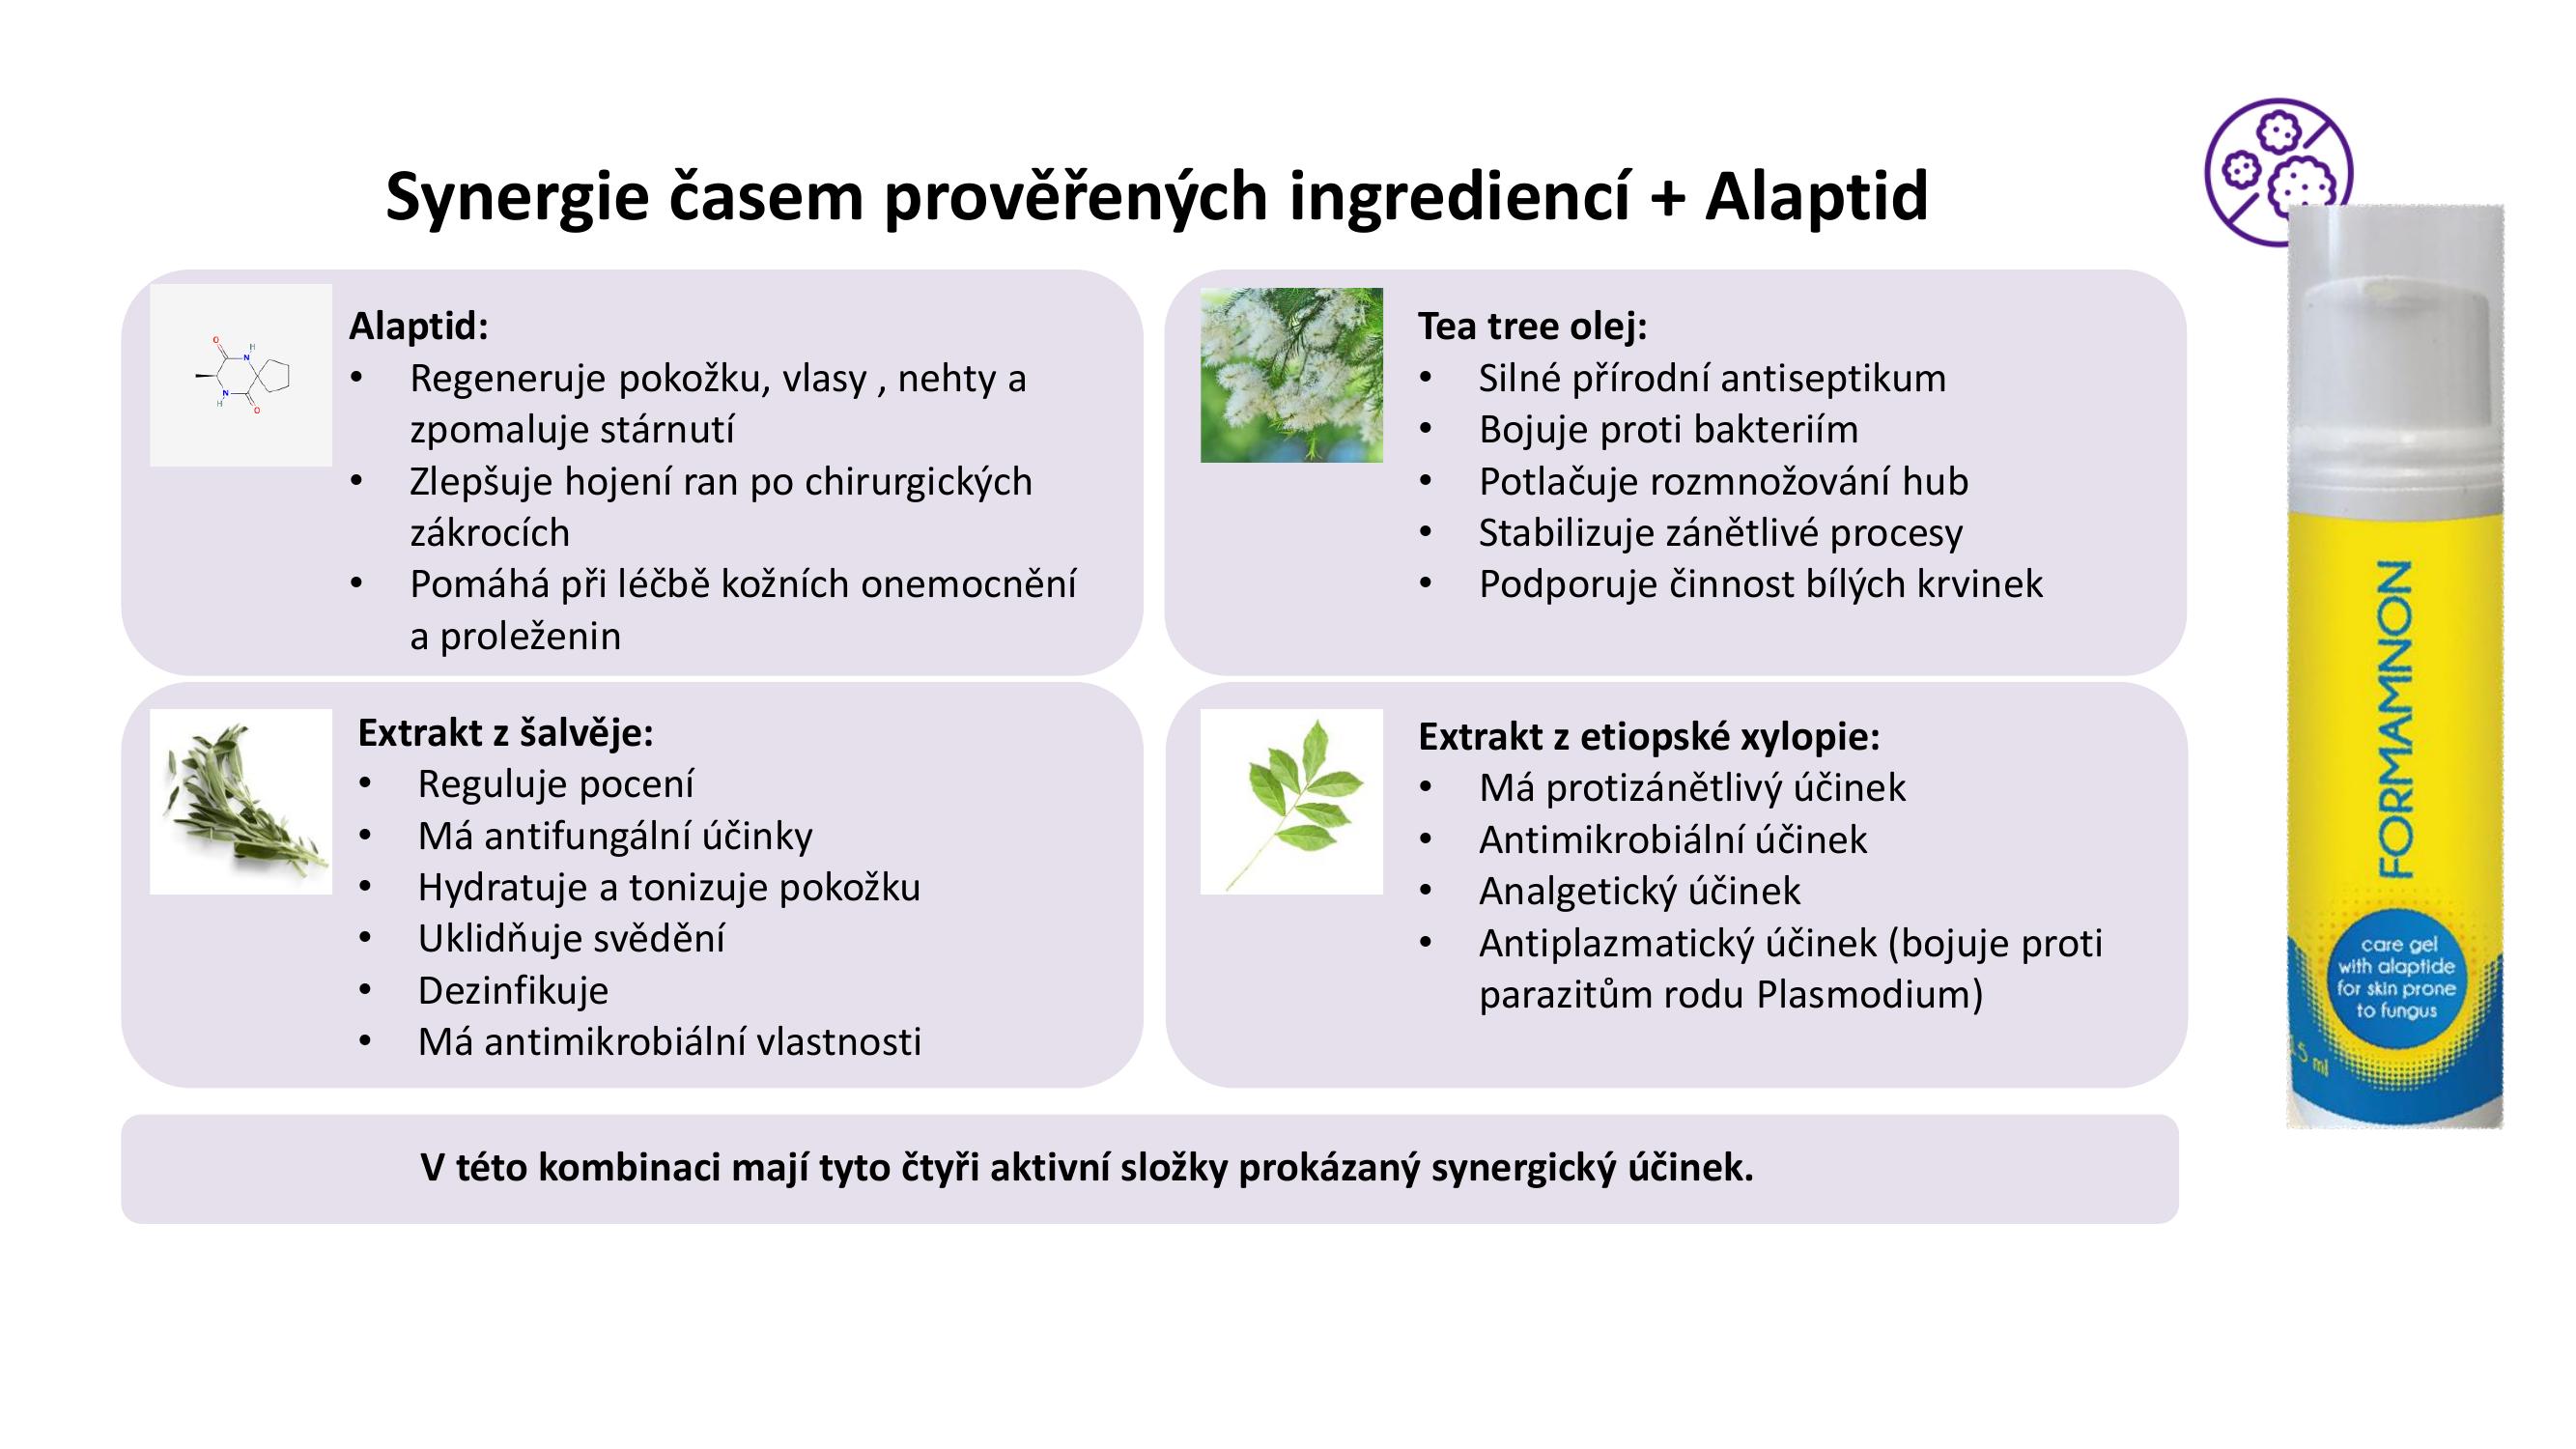 Synergie časem prověřených ingrediencí + Alaptid
Alaptid:
• Regeneruje pokožku, vlasy , nehty a
zpomaluje stárnutí
• Zlepšuje hojení ran po chirurgických
zákrocích
• Pomáhá při léčbě kožních onemocnění
a proleženin
Tea tree olej:
• Silné přírodní antiseptikum
• Bojuje proti bakteriím
• Potlačuje rozmnožování hub
• Stabilizuje zánětlivé procesy
• Podporuje činnost bílých krvinek
Extrakt z šalvěje:
• Reguluje pocení
• Má antifungální účinky
• Hydratuje a tonizuje pokožku
• Uklidňuje svědění
• Dezinfikuje
• Má antimikrobiální vlastnosti
Extrakt z etiopské xylopie:
• Má protizánětlivý účinek
• Antimikrobiální účinek
• Analgetický účinek
• Antiplazmatický účinek (bojuje proti
parazitům rodu Plasmodium)
V této kombinaci mají tyto čtyři aktivní složky prokázaný synergický účinek.
O
H
N
N
H
O
FORMAMNON
care gel
with alaptide
for skin prone
to fungus
ml